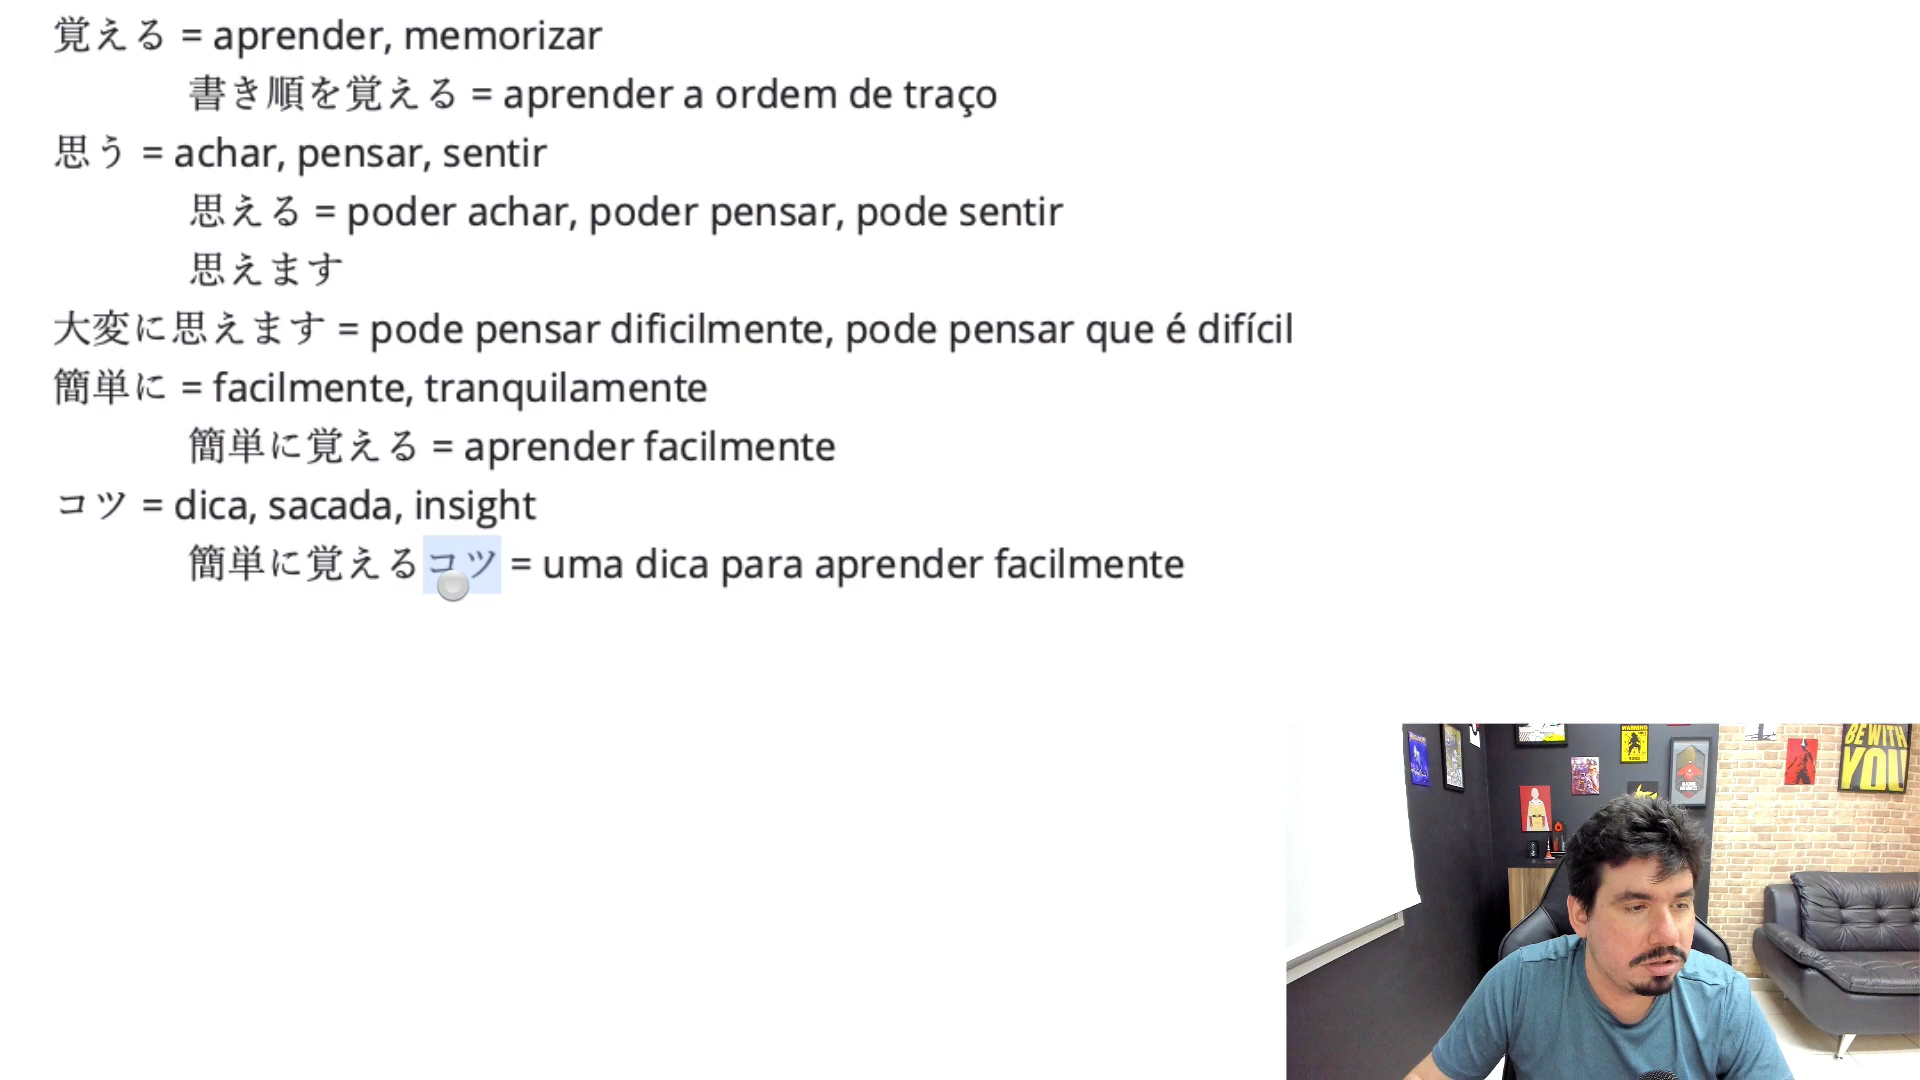 覚える = aprender, memorizar
書き順を覚える = aprender a ordem de traço
思う = achar, pensar, sentir
思える = poder achar, poder pensar, pode sentir
思えます
大変に思えます = pode pensar dificilmente, pode pensar que é difícil
簡単に = facilmente, tranquilamente
簡単に覚える = aprender facilmente
コツ = dica, sacada, insight
簡単に覚えるコツ = uma dica para aprender facilmente
WARNING
BE WITH
YOU